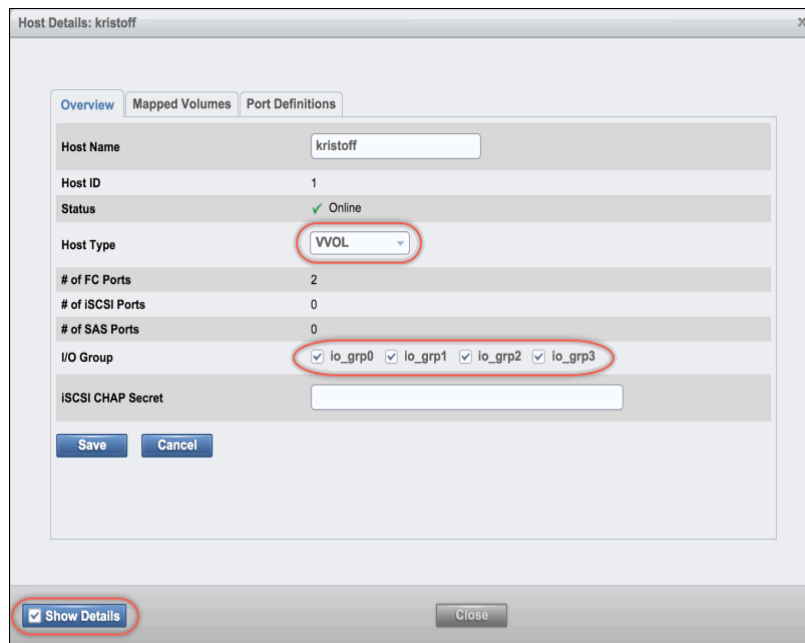 Host Details: kristoff
Overview Mapped Volumes Port Definitions
Host Name kristoff
Host ID 1
Status Online
Host Type VVOL
# of FC Ports 2
# of iSCSI Ports 0
# of SAS Ports 0
I/O Group io_grp0 io_grp1 io_grp2 io_grp3
iSCSI CHAP Secret
Save Cancel
Show Details Close